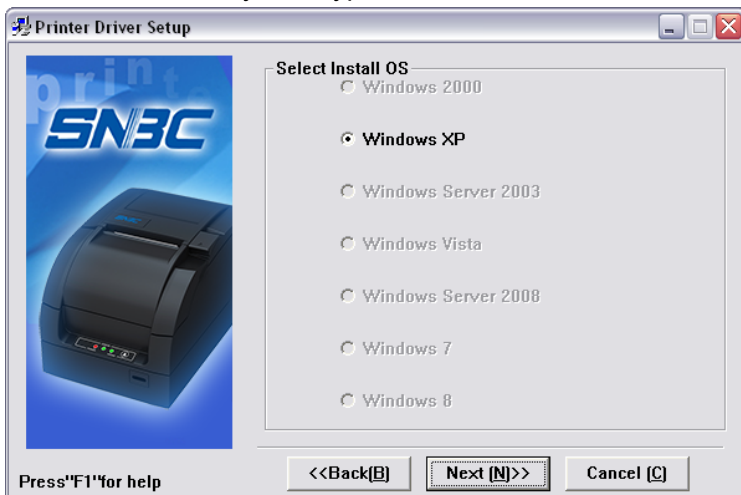 Printer Driver Setup
printe
SNBC
Select Install OS
Windows 2000
Windows XP
Windows Server 2003
Windows Vista
Windows Server 2008
Windows 7
Windows 8
Press"F1"for help
<<Back(B)
Next (N)>>
Cancel (C)